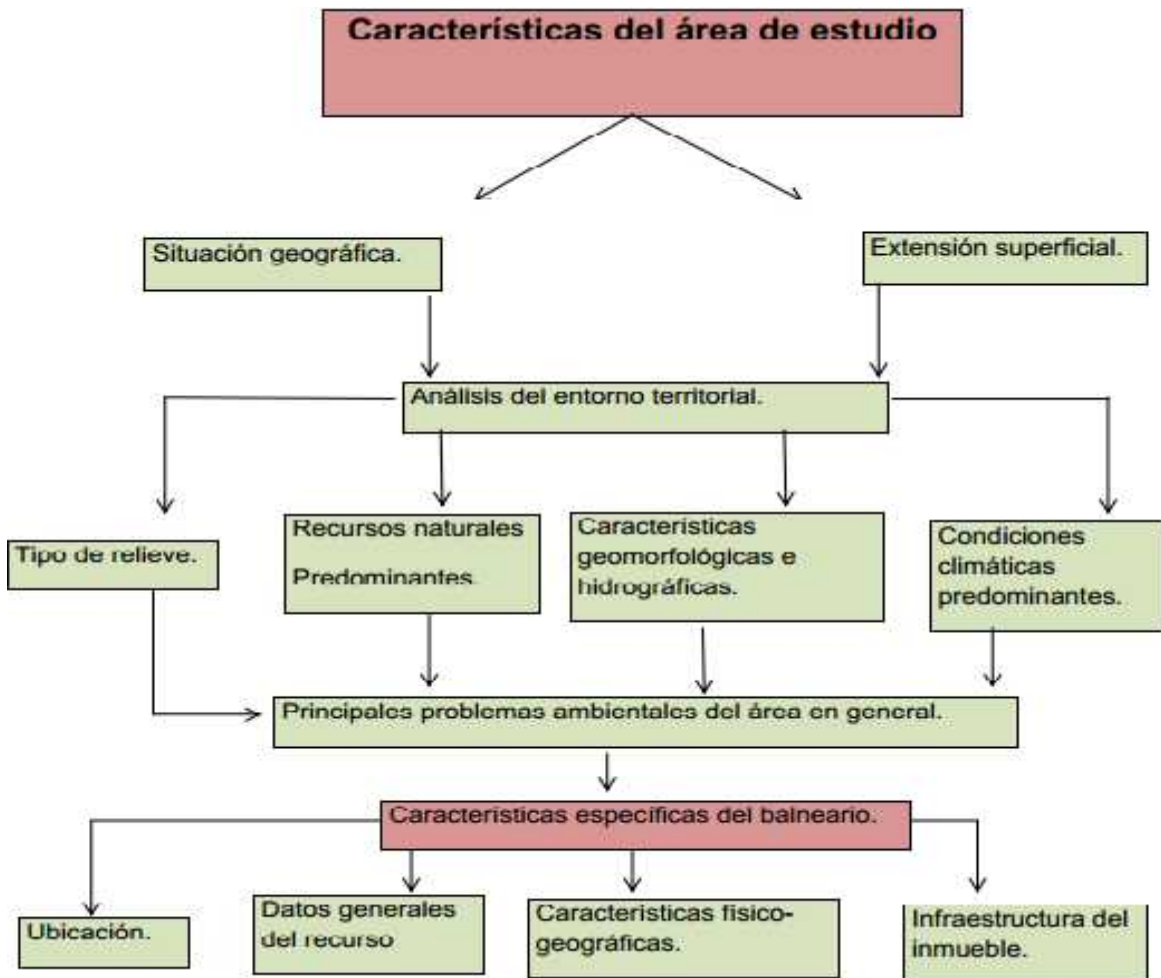 Características del área de estudio
Situación geográfica.
Extensión superficial.
Análisis del entorno territorial.
Tipo de relieve.
Recursos naturales
Predominantes.
Características
geomorfológicas e
hidrográficas.
Condiciones
climáticas
predominantes.
Principales problemas ambientales del área en general.
Características específicas del balneario.
Ubicación.
Datos generales
del recurso
Características físico-
geográficas.
Infraestructura del
inmueble.